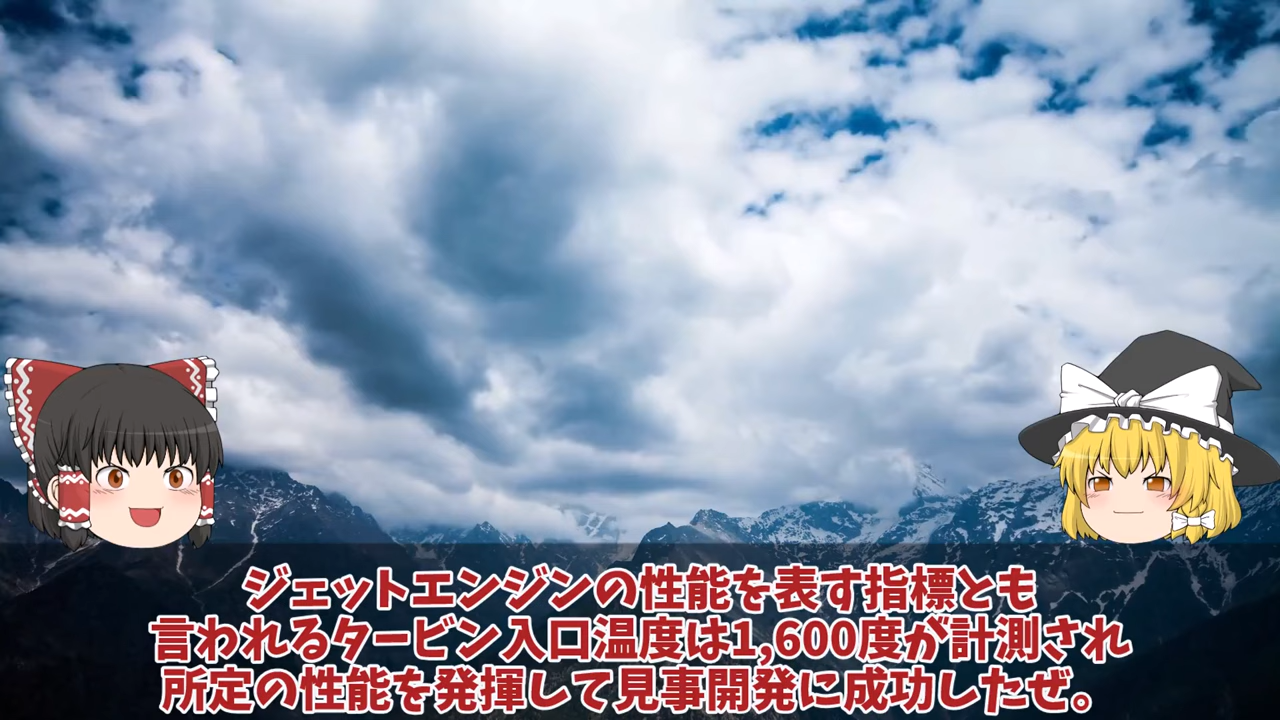 ジェットエンジンの性能を表す指標とも
言われるタービン入口温度は1,600度が計測され
所定の性能を発揮して見事開発に成功したぜ。